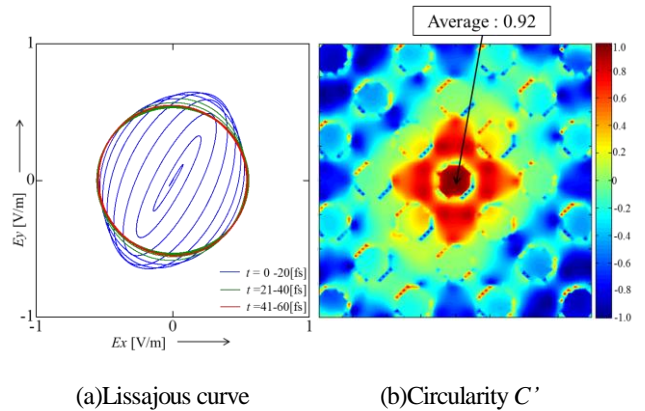 Average : 0.92
1
0
-1
Ey [V/m]
-1
0
1
Ex [V/m]
t = 0 -20[fs]
t =21-40[fs]
t =41-60[fs]
1.0
0.8
0.6
0.4
0.2
0
-0.2
-0.4
-0.6
-0.8
-1.0
(a)Lissajous curve
(b)Circularity C’